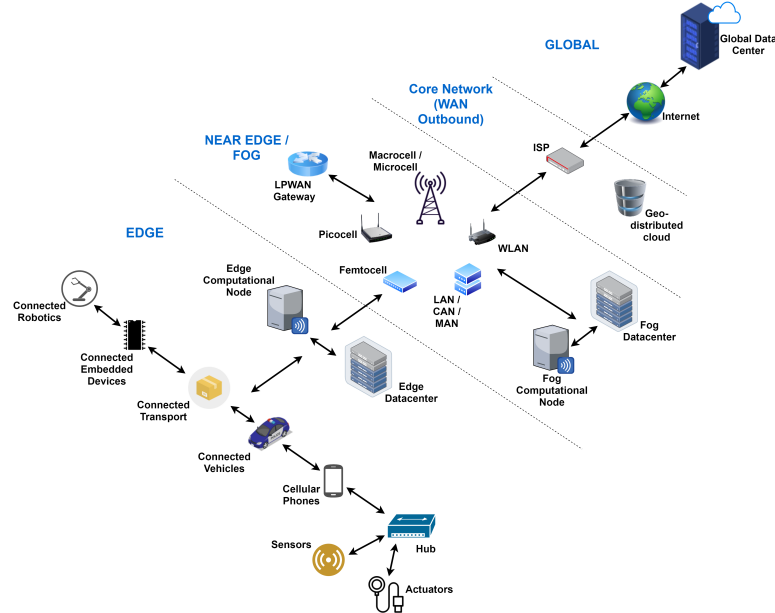 GLOBAL
Global Data
Center
Core Network
(WAN
Outbound)
Internet
NEAR EDGE /
FOG
Macrocell /
Microcell
ISP
LPWAN
Gateway
Geo-
distributed
cloud
EDGE
Picocell
WLAN
Edge
Computational
Node
Femtocell
LAN /
CAN /
MAN
Connected
Robotics
Fog
Datacenter
Connected
Embedded
Devices
Edge
Datacenter
Fog
Computational
Node
Connected
Transport
Connected
Vehicles
Cellular
Phones
Sensors
Hub
Actuators